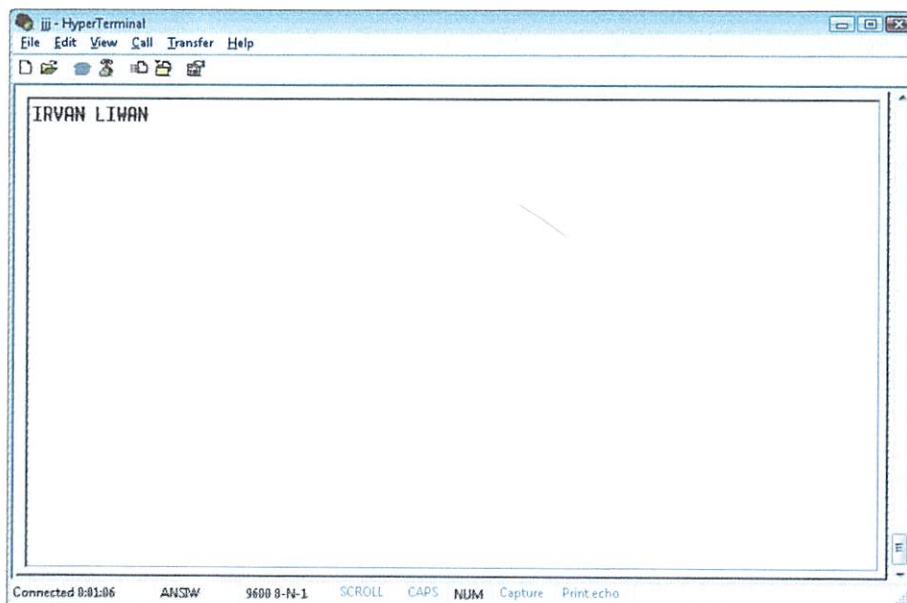 jjj - HyperTerminal
File Edit View Call Transfer Help
IRVAN LIWAN
Connected 0:01:06 ANSIW 9600 8-N-1 SCROLL CAPS NUM Capture Print echo